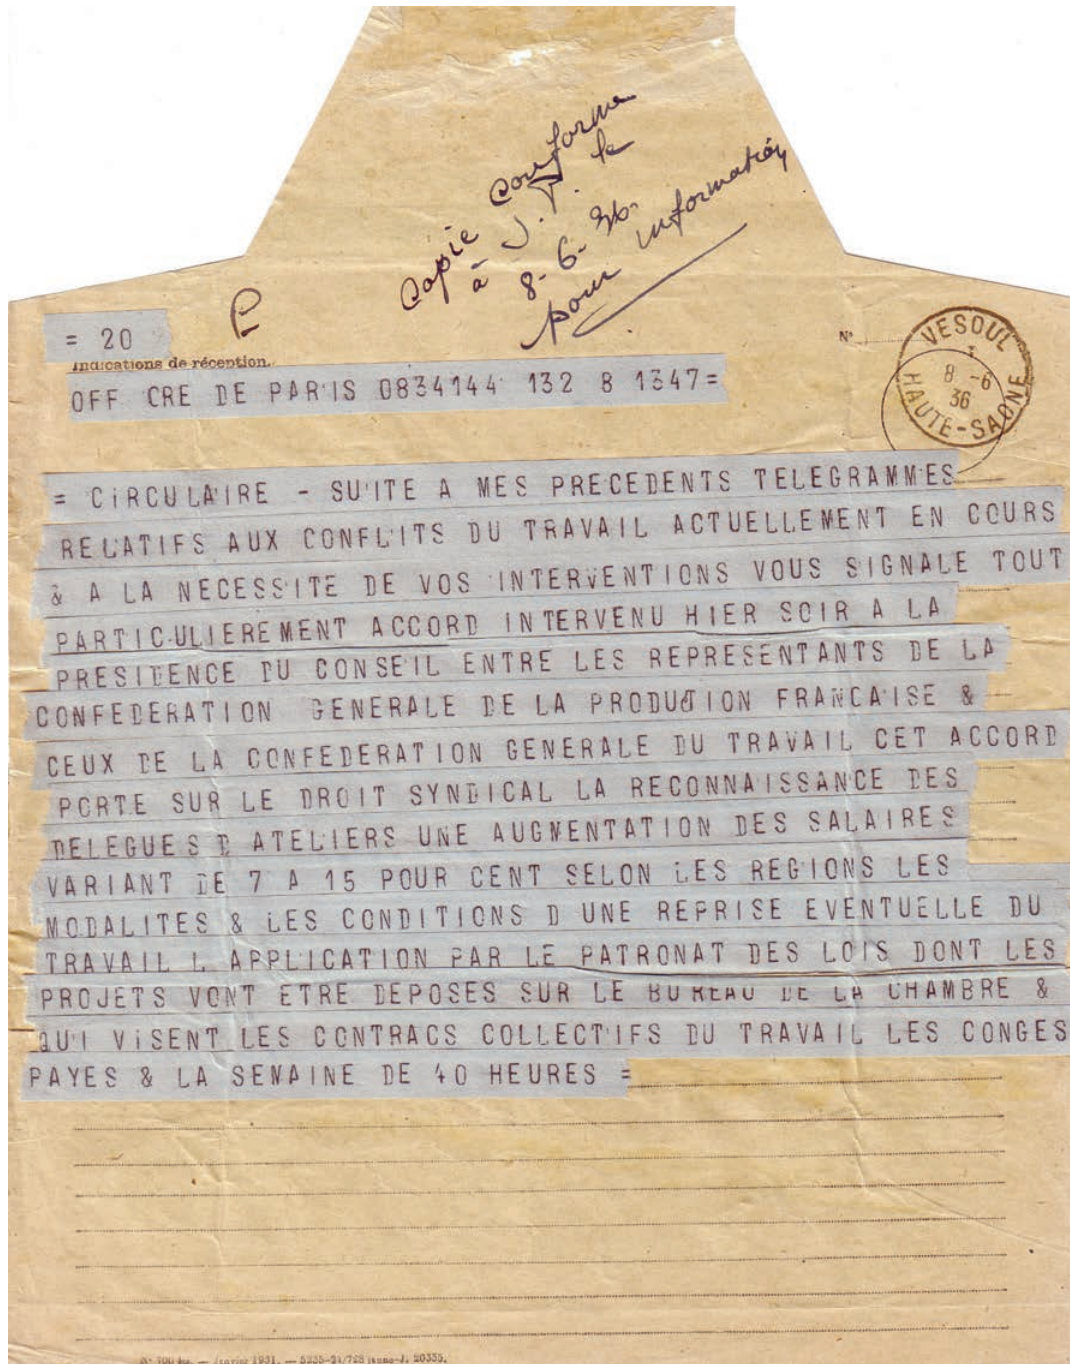 Copie conforme
à J.P. le
8-6-36.
pour information
= 20
Indications de réception.
N°
VESOUL
8 -6
36
HAUTE-SAONE
OFF CRE DE PARIS 0834144 132 8 1347=
= CIRCULAIRE - SUITE A MES PRECEDENTS TELEGRAMMES
RELATIFS AUX CONFLITS DU TRAVAIL ACTUELLEMENT EN COURS
& A LA NECESSITE DE VOS INTERVENTIONS VOUS SIGNALE TOUT
PARTICULIEREMENT ACCORD INTERVENU HIER SOIR A LA
PRESIDENCE DU CONSEIL ENTRE LES REPRESENTANTS DE LA
CONFEDERATION GENERALE DE LA PRODUCTION FRANCAISE &
CEUX DE LA CONFEDERATION GENERALE DU TRAVAIL CET ACCORD
PORTE SUR LE DROIT SYNDICAL LA RECONNAISSANCE DES
DELEGUES D ATELIERS UNE AUGMENTATION DES SALAIRES
VARIANT DE 7 A 15 POUR CENT SELON LES REGIONS LES
MODALITES & LES CONDITIONS D UNE REPRISE EVENTUELLE DU
TRAVAIL L APPLICATION PAR LE PATRONAT DES LOIS DONT LES
PROJETS VONT ETRE DEPOSES SUR LE BUREAU DE LA CHAMBRE &
QUI VISENT LES CONTRACS COLLECTIFS DU TRAVAIL LES CONGES
PAYES & LA SEMAINE DE 40 HEURES =